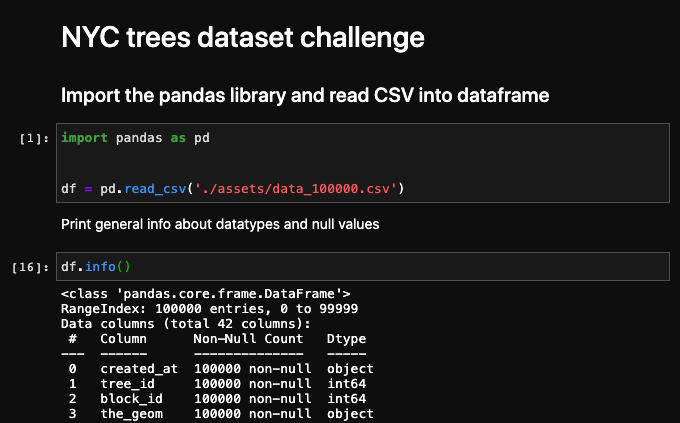 NYC trees dataset challenge
Import the pandas library and read CSV into dataframe
[1]: import pandas as pd
df = pd.read_csv('./assets/data_100000.csv')
Print general info about datatypes and null values
[16]: df.info()
<class 'pandas.core.frame.DataFrame'>
RangeIndex: 100000 entries, 0 to 99999
Data columns (total 42 columns):
 #   Column      Non-Null Count   Dtype
---  ------      --------------   -----
 0   created_at  100000 non-null  object
 1   tree_id     100000 non-null  int64
 2   block_id    100000 non-null  int64
 3   the_geom    100000 non-null  object